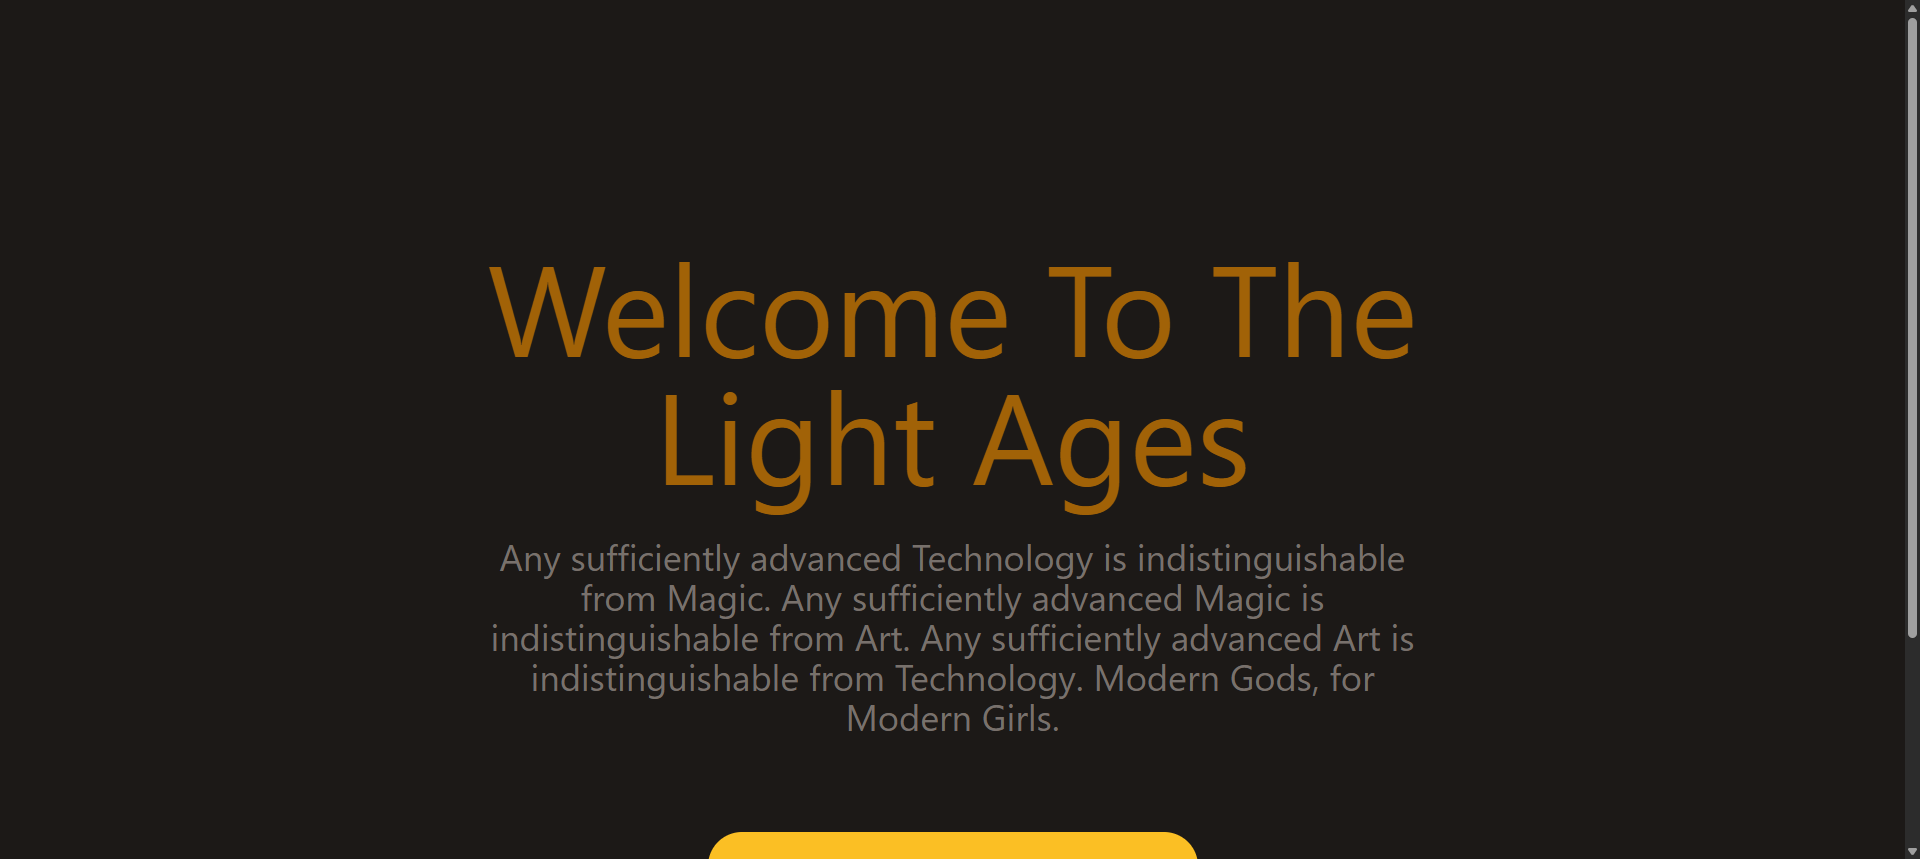 Welcome To The
Light Ages
Any sufficiently advanced Technology is indistinguishable
from Magic. Any sufficiently advanced Magic is
indistinguishable from Art. Any sufficiently advanced Art is
indistinguishable from Technology. Modern Gods, for
Modern Girls.